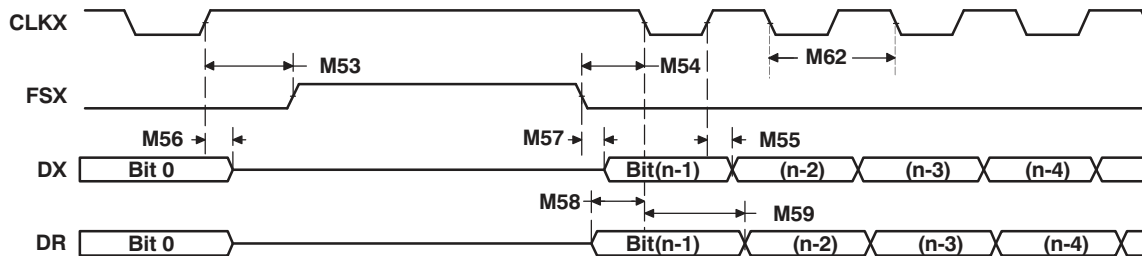 CLKX
M53
M54
M62
FSX
M56
M57
M55
DX
Bit 0
Bit(n-1)
(n-2)
(n-3)
(n-4)
M58
M59
DR
Bit 0
Bit(n-1)
(n-2)
(n-3)
(n-4)